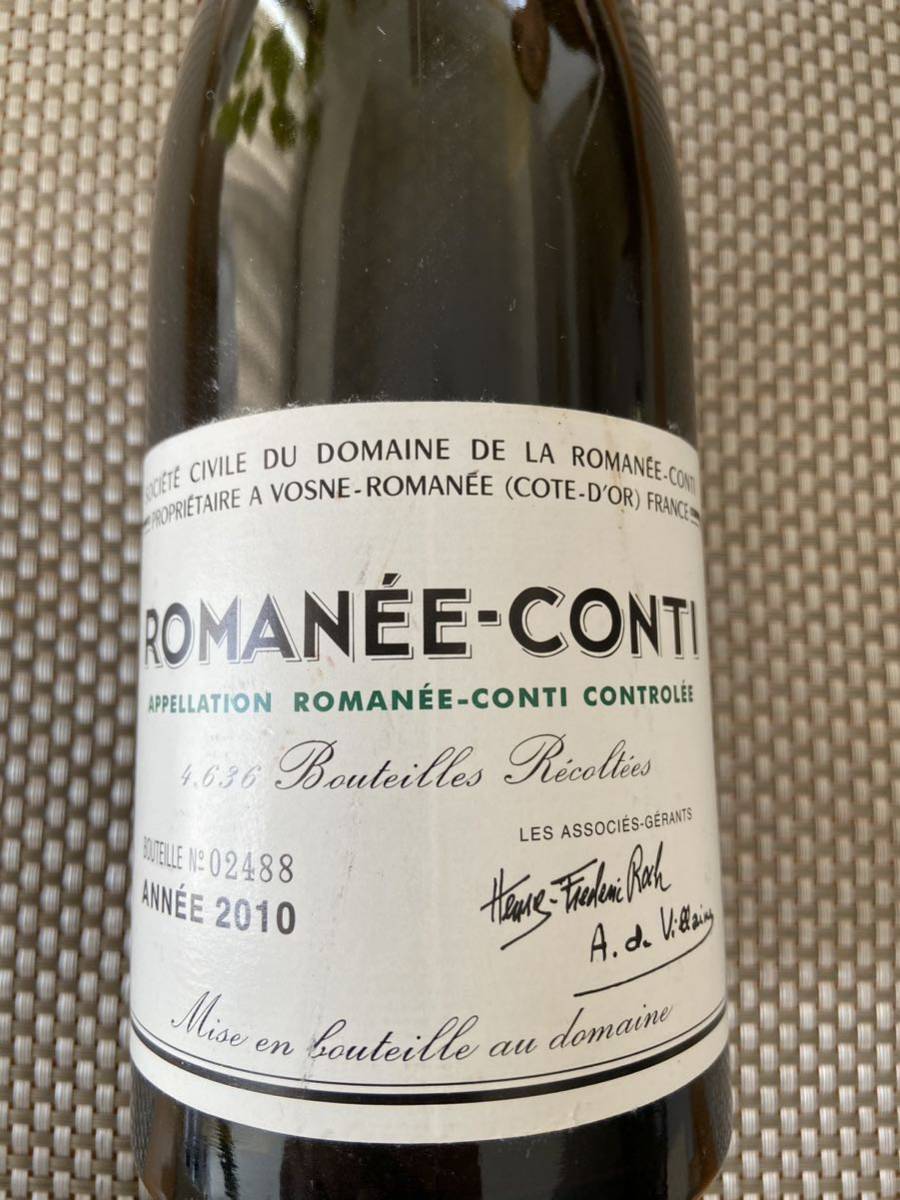 SOCIÉTÉ CIVILE DU DOMAINE DE LA ROMANÉE-CONTI
PROPRIÉTAIRE A VOSNE-ROMANÉE (COTE-D'OR) FRANCE
ROMANÉE-CONTI
APPELLATION ROMANÉE-CONTI CONTROLÉE
4.636 Bouteilles Récoltées
LES ASSOCIÉS-GÉRANTS
BOUTEILLE Nº 02488
ANNÉE 2010
Henry-Frédéric Roch
A. de Villaine
Mise en bouteille au domaine